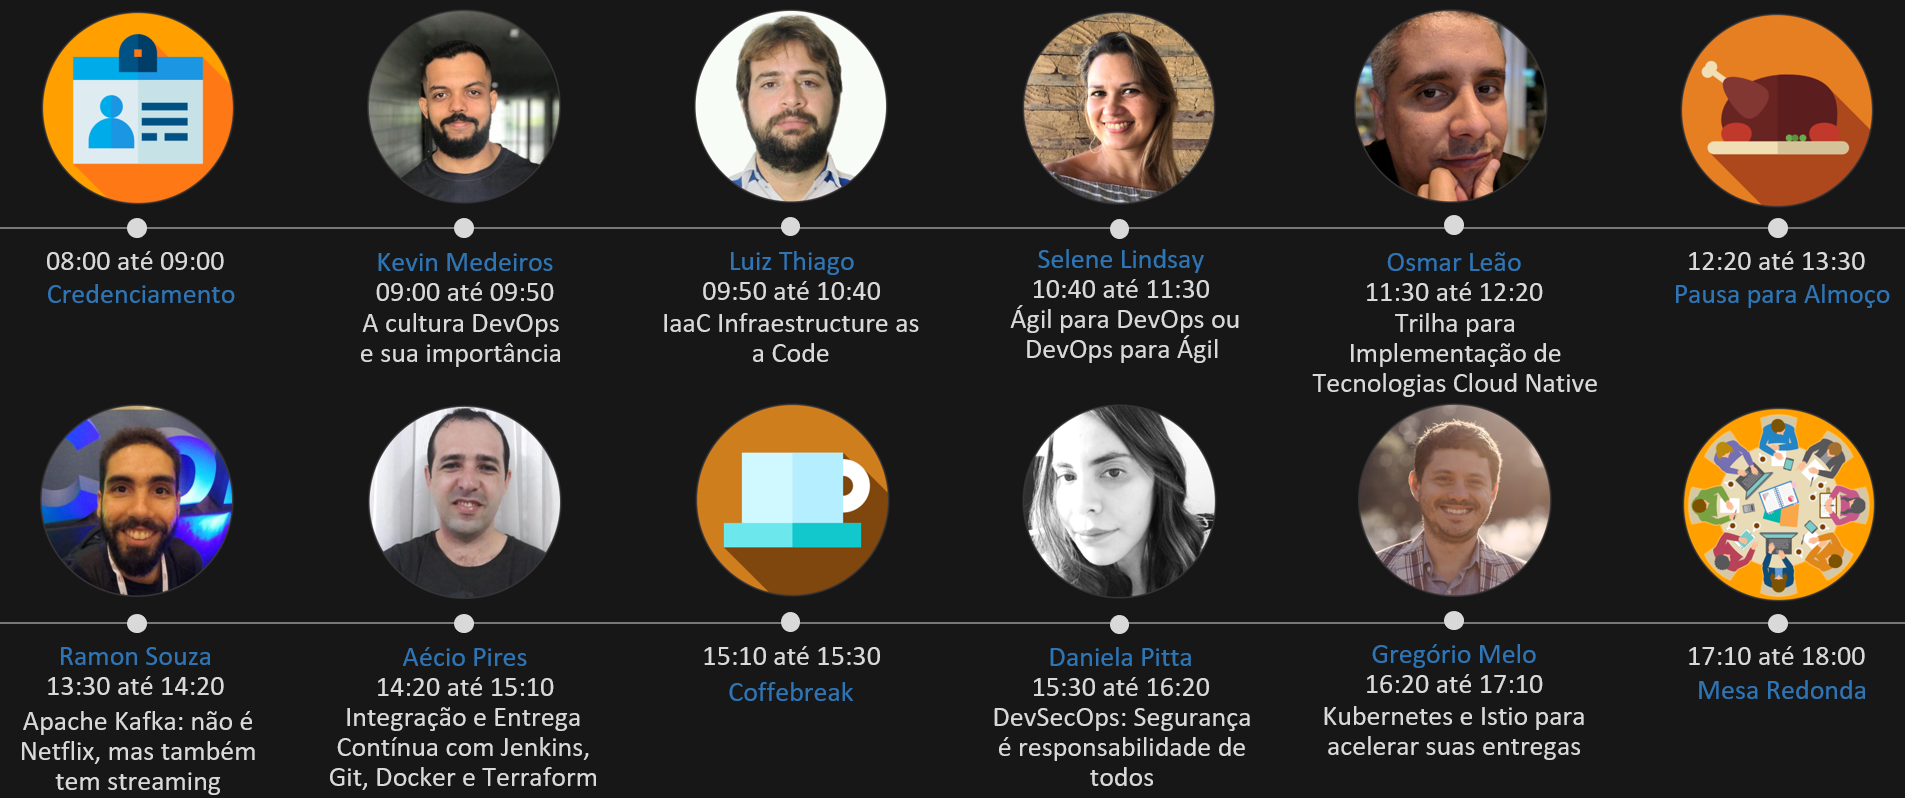 08:00 até 09:00
Credenciamento
Kevin Medeiros
09:00 até 09:50
A cultura DevOps
e sua importância
Luiz Thiago
09:50 até 10:40
IaaC Infraestructure as
a Code
Selene Lindsay
10:40 até 11:30
Ágil para DevOps ou
DevOps para Ágil
Osmar Leão
11:30 até 12:20
Trilha para
Implementação de
Tecnologias Cloud Native
12:20 até 13:30
Pausa para Almoço
Ramon Souza
13:30 até 14:20
Apache Kafka: não é
Netflix, mas também
tem streaming
Aécio Pires
14:20 até 15:10
Integração e Entrega
Contínua com Jenkins,
Git, Docker e Terraform
15:10 até 15:30
Coffebreak
Daniela Pitta
15:30 até 16:20
DevSecOps: Segurança
é responsabilidade de
todos
Gregório Melo
16:20 até 17:10
Kubernetes e Istio para
acelerar suas entregas
17:10 até 18:00
Mesa Redonda